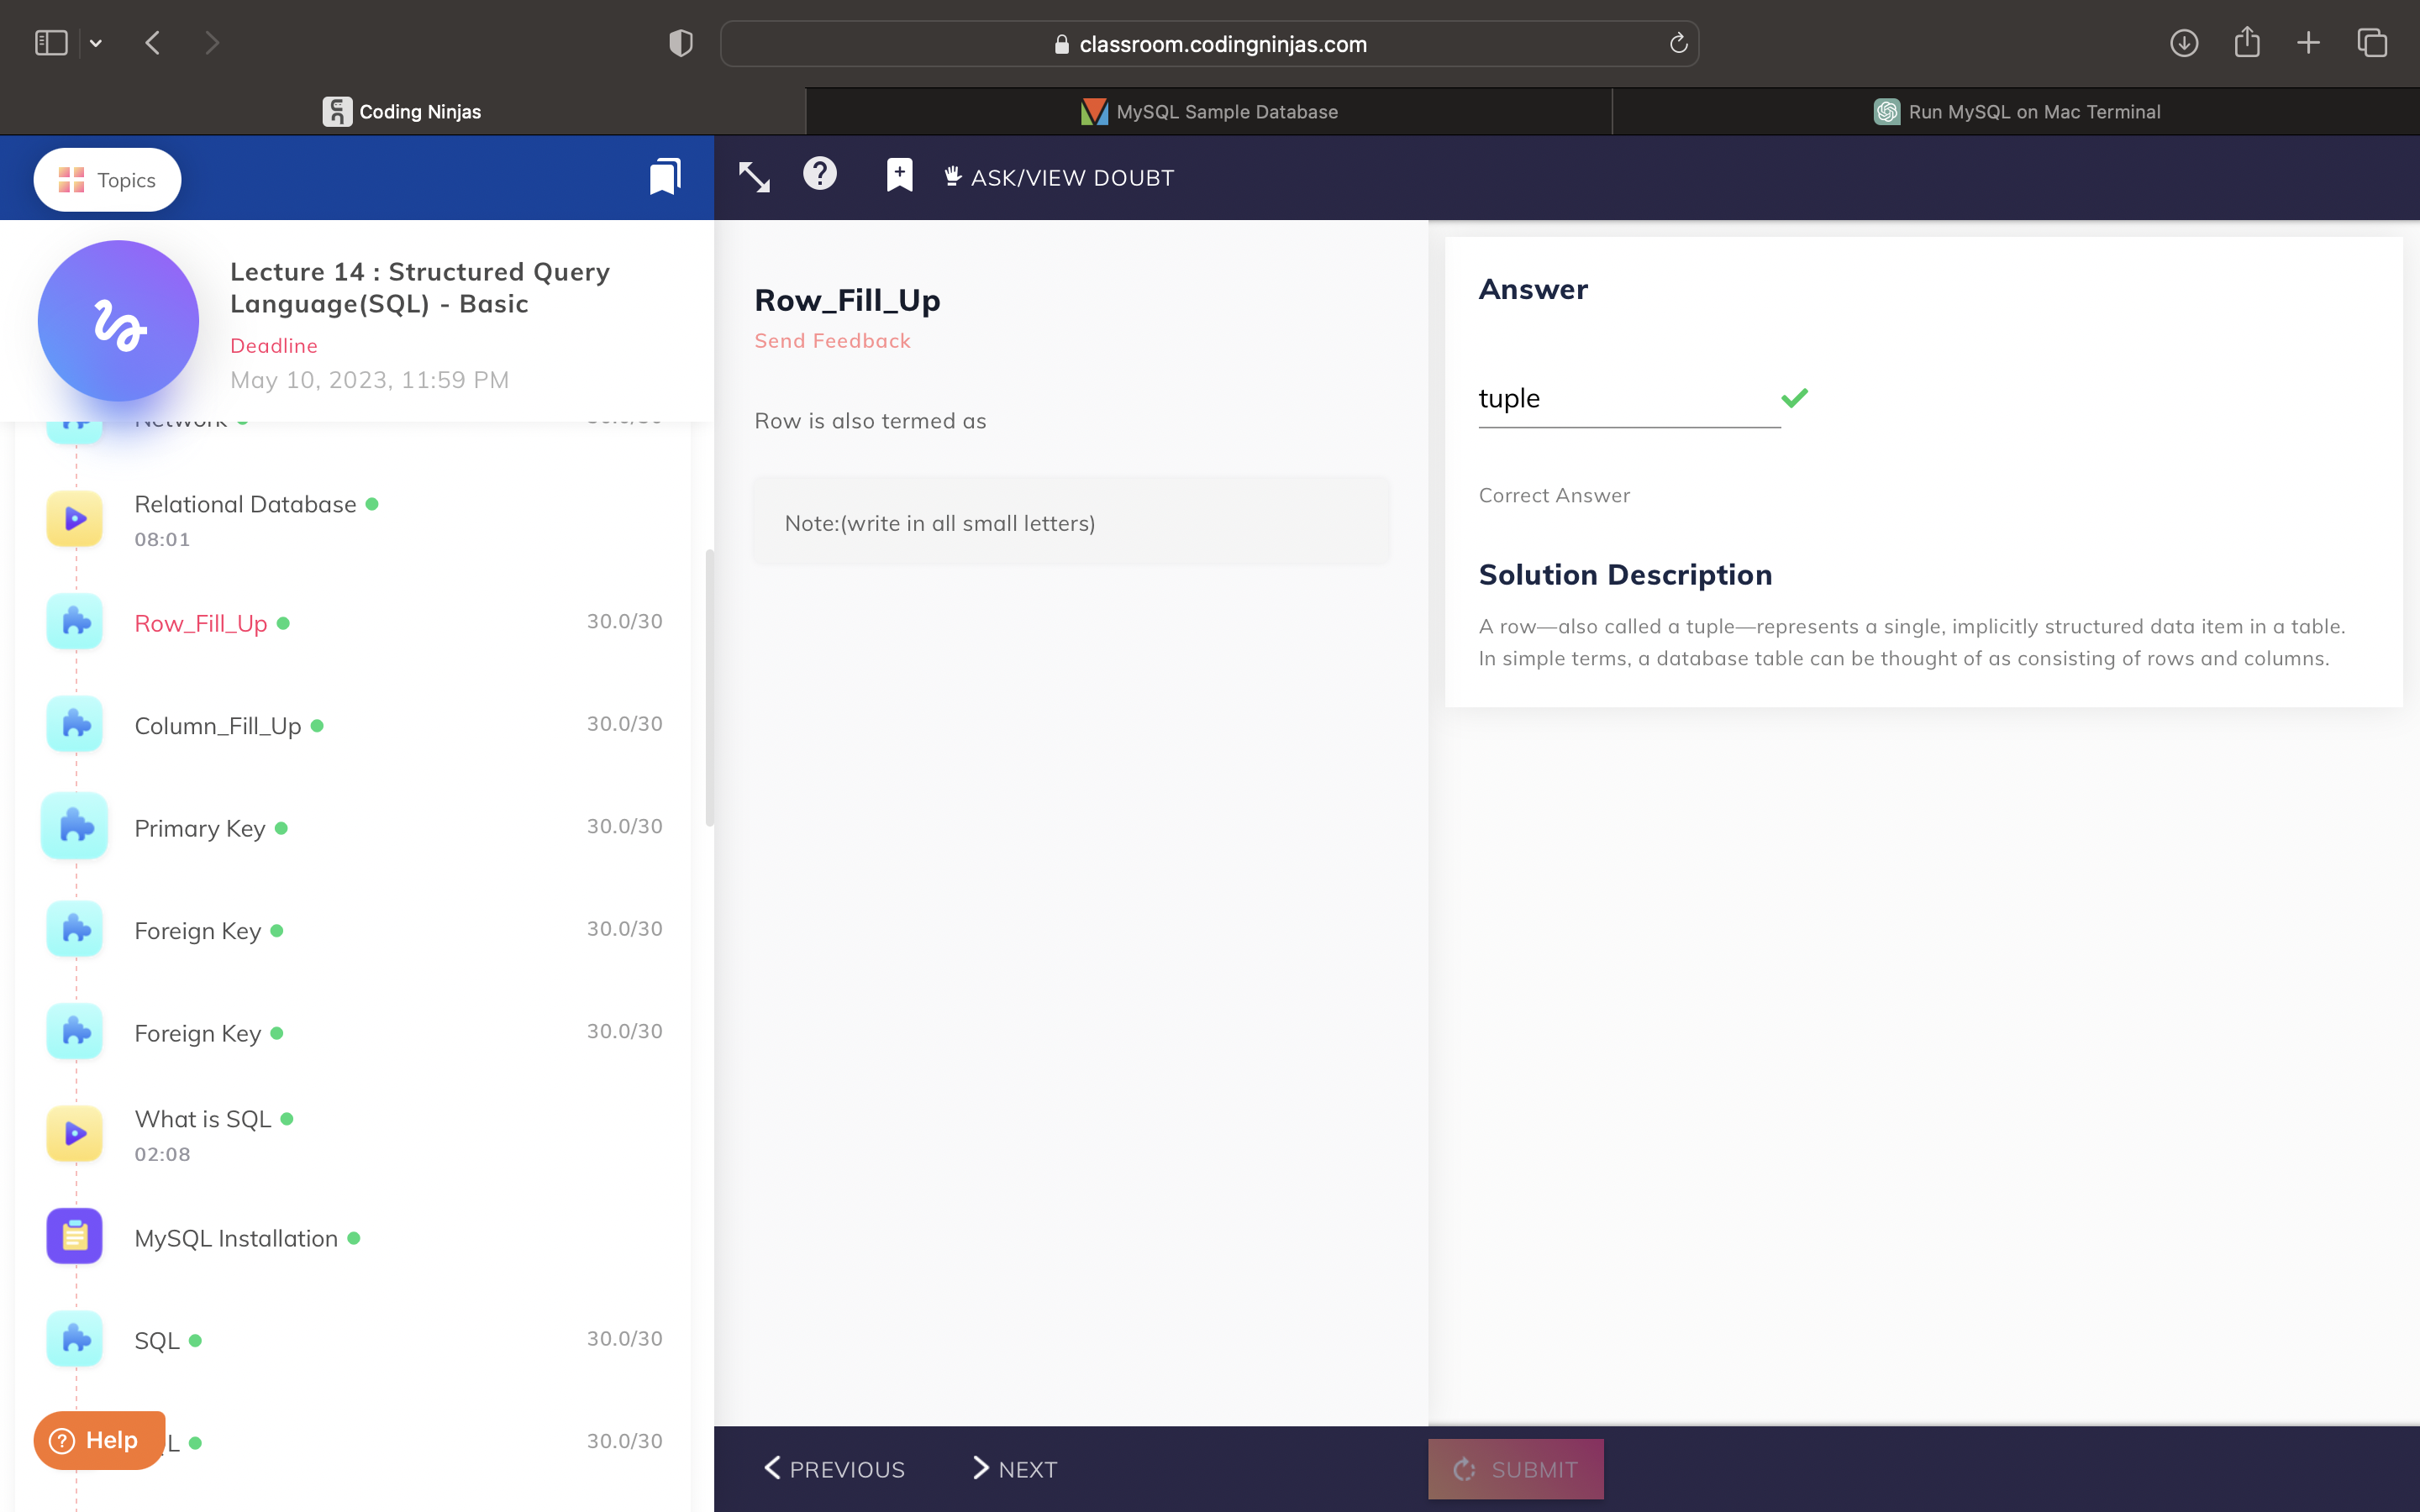 classroom.codingninjas.com
Coding Ninjas
MySQL Sample Database
Run MySQL on Mac Terminal
Topics
ASK/VIEW DOUBT
Lecture 14 : Structured Query
Language(SQL) - Basic
Deadline
May 10, 2023, 11:59 PM
Network
30.0/30
Relational Database
08:01
Row_Fill_Up
30.0/30
Column_Fill_Up
30.0/30
Primary Key
30.0/30
Foreign Key
30.0/30
Foreign Key
30.0/30
What is SQL
02:08
MySQL Installation
SQL
30.0/30
L
30.0/30
Help
Row_Fill_Up
Send Feedback
Row is also termed as
Note:(write in all small letters)
PREVIOUS
NEXT
Answer
tuple
Correct Answer
Solution Description
A row—also called a tuple—represents a single, implicitly structured data item in a table.
In simple terms, a database table can be thought of as consisting of rows and columns.
SUBMIT